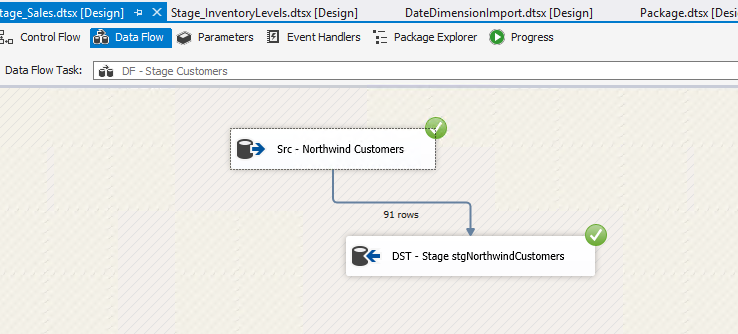 tage_Sales.dtsx [Design] Stage_InventoryLevels.dtsx [Design] DateDimensionImport.dtsx [Design] Package.dtsx [Desi
Control Flow Data Flow Parameters Event Handlers Package Explorer Progress
Data Flow Task: DF - Stage Customers
Src - Northwind Customers
91 rows
DST - Stage stgNorthwindCustomers